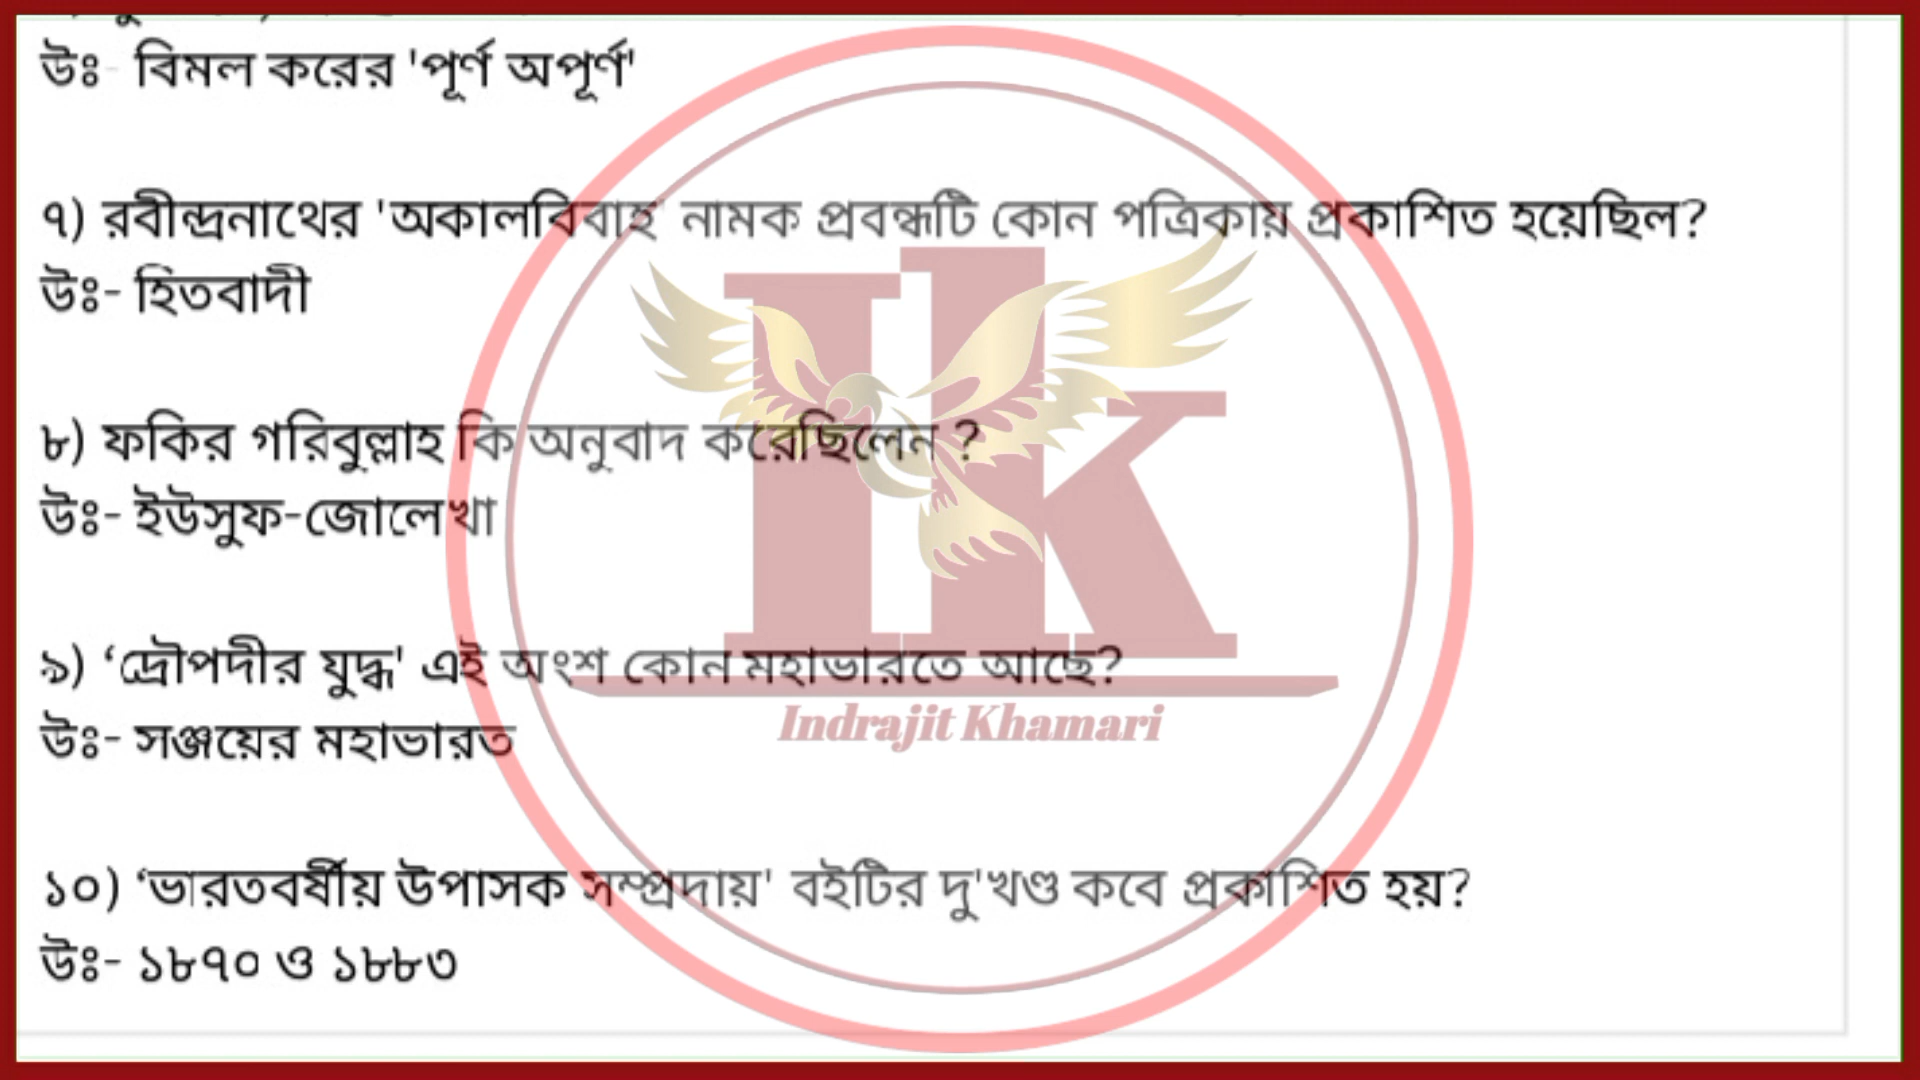 উঃ- বিমল করের 'পূর্ণ অপূর্ণ'
৭) রবীন্দ্রনাথের 'অকালবিবাহ' নামক প্রবন্ধটি কোন পত্রিকায় প্রকাশিত হয়েছিল?
উঃ- হিতবাদী
৮) ফকির গরিবুল্লাহ কি অনুবাদ করেছিলেন ?
উঃ- ইউসুফ-জোলেখা
৯) ‘দ্রৌপদীর যুদ্ধ' এই অংশ কোন মহাভারতে আছে?
উঃ- সঞ্জয়ের মহাভারত
IK
Indrajit Khamari
১০) ‘ভারতবর্ষীয় উপাসক সম্প্রদায়' বইটির দু'খণ্ড কবে প্রকাশিত হয়?
উঃ- ১৮৭০ ও ১৮৮৩